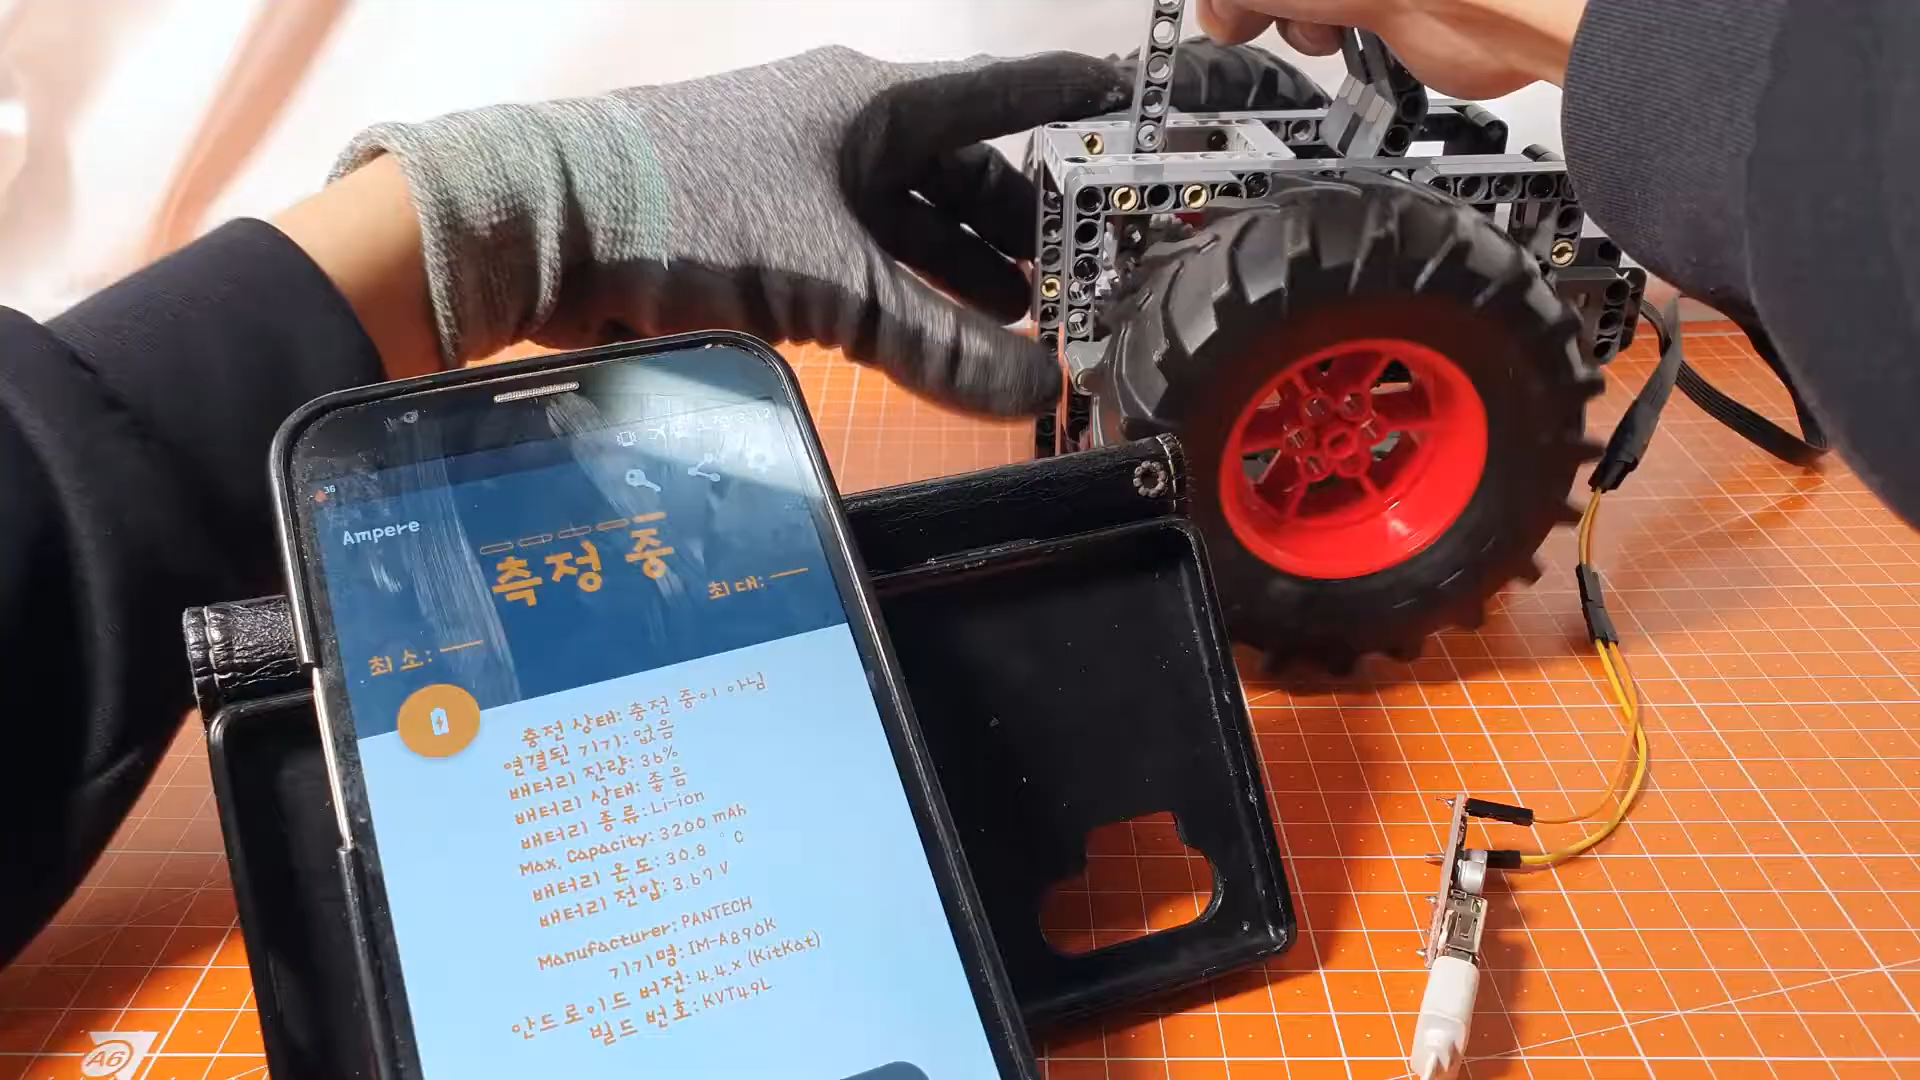 36
Ampere
측정 중
최대: —
최소: —
충전 상태: 충전 중이 아님
연결된 기기: 없음
배터리 잔량: 36%
배터리 상태: 좋음
배터리 종류: Li-ion
Max. Capacity: 3200 mAh
배터리 온도: 30.8 °C
배터리 전압: 3.67 V
Manufacturer: PANTECH
기기명: IM-A890K
안드로이드 버전: 4.4.x (KitKat)
빌드 번호: KVT49L
A6